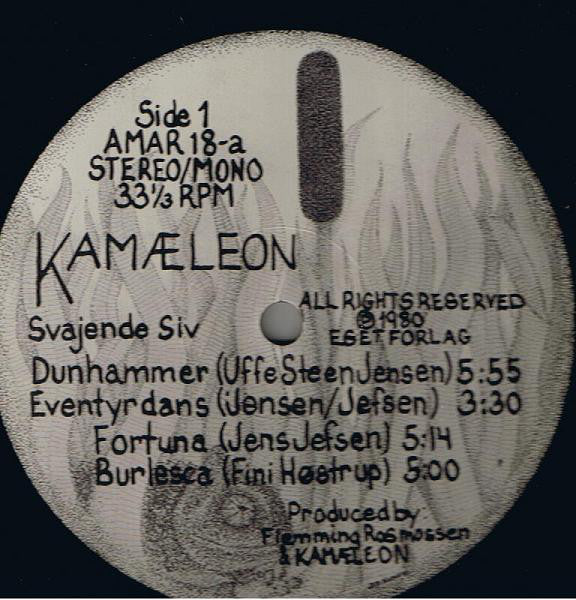 Side 1
AMAR 18-a
STEREO/MONO
33⅓ RPM
KAMÆLEON
ALL RIGHTS RESERVED
℗ 1980
EGET FORLAG
Svajende Siv
Dunhammer (Uffe Steen Jensen) 5:55
Eventyrdans (Jensen/Jefsen) 3:30
Fortuna (Jens Jefsen) 5:14
Burlesca (Fini Høstrup) 5:00
Produced by:
Flemming Rasmossen
& KAMÆLEON